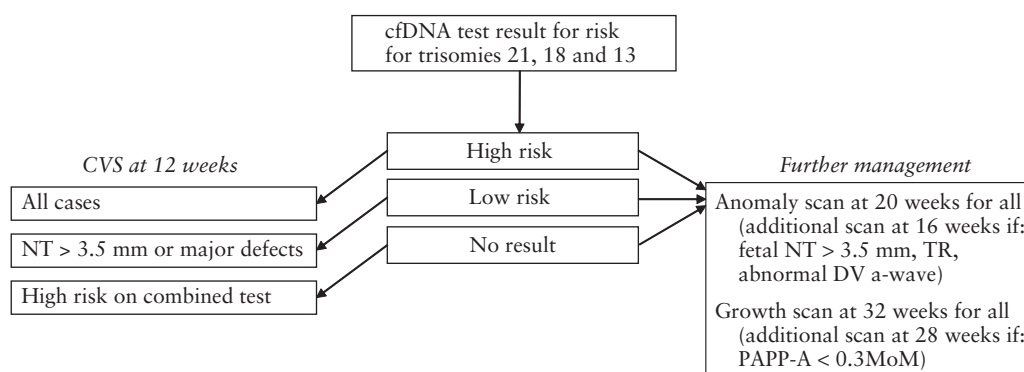 cfDNA test result for risk
for trisomies 21, 18 and 13
CVS at 12 weeks
All cases
NT > 3.5 mm or major defects
High risk on combined test
High risk
Low risk
No result
Further management
Anomaly scan at 20 weeks for all
(additional scan at 16 weeks if:
fetal NT > 3.5 mm, TR,
abnormal DV a-wave)
Growth scan at 32 weeks for all
(additional scan at 28 weeks if:
PAPP-A < 0.3MoM)